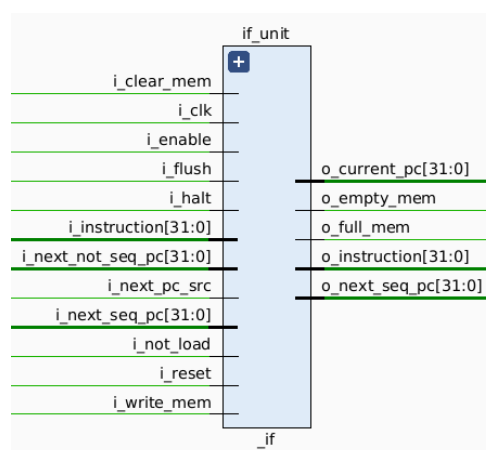 if_unit
i_clear_mem
i_clk
i_enable
i_flush
i_halt
i_instruction[31:0]
i_next_not_seq_pc[31:0]
i_next_pc_src
i_next_seq_pc[31:0]
i_not_load
i_reset
i_write_mem
o_current_pc[31:0]
o_empty_mem
o_full_mem
o_instruction[31:0]
o_next_seq_pc[31:0]
_if